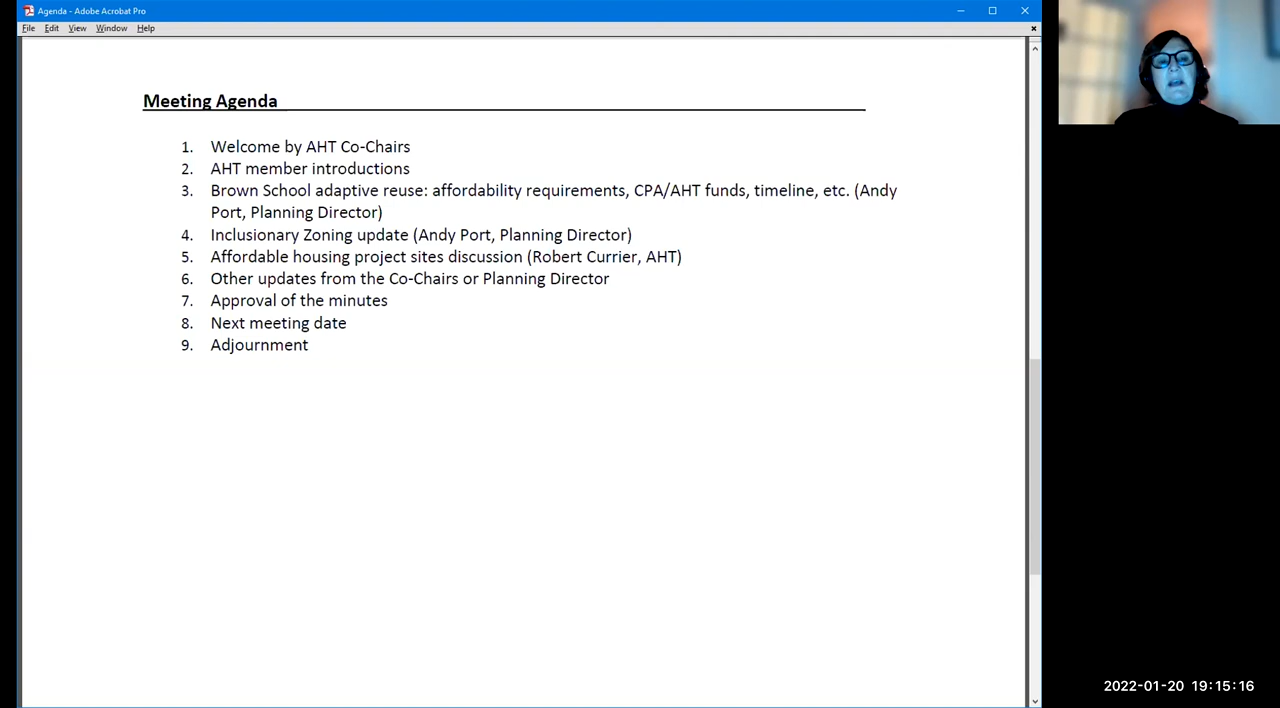 Agenda - Adobe Acrobat Pro
File Edit View Window Help
Meeting Agenda
1. Welcome by AHT Co-Chairs
2. AHT member introductions
3. Brown School adaptive reuse: affordability requirements, CPA/AHT funds, timeline, etc. (Andy
Port, Planning Director)
4. Inclusionary Zoning update (Andy Port, Planning Director)
5. Affordable housing project sites discussion (Robert Currier, AHT)
6. Other updates from the Co-Chairs or Planning Director
7. Approval of the minutes
8. Next meeting date
9. Adjournment
2022-01-20 19:15:16